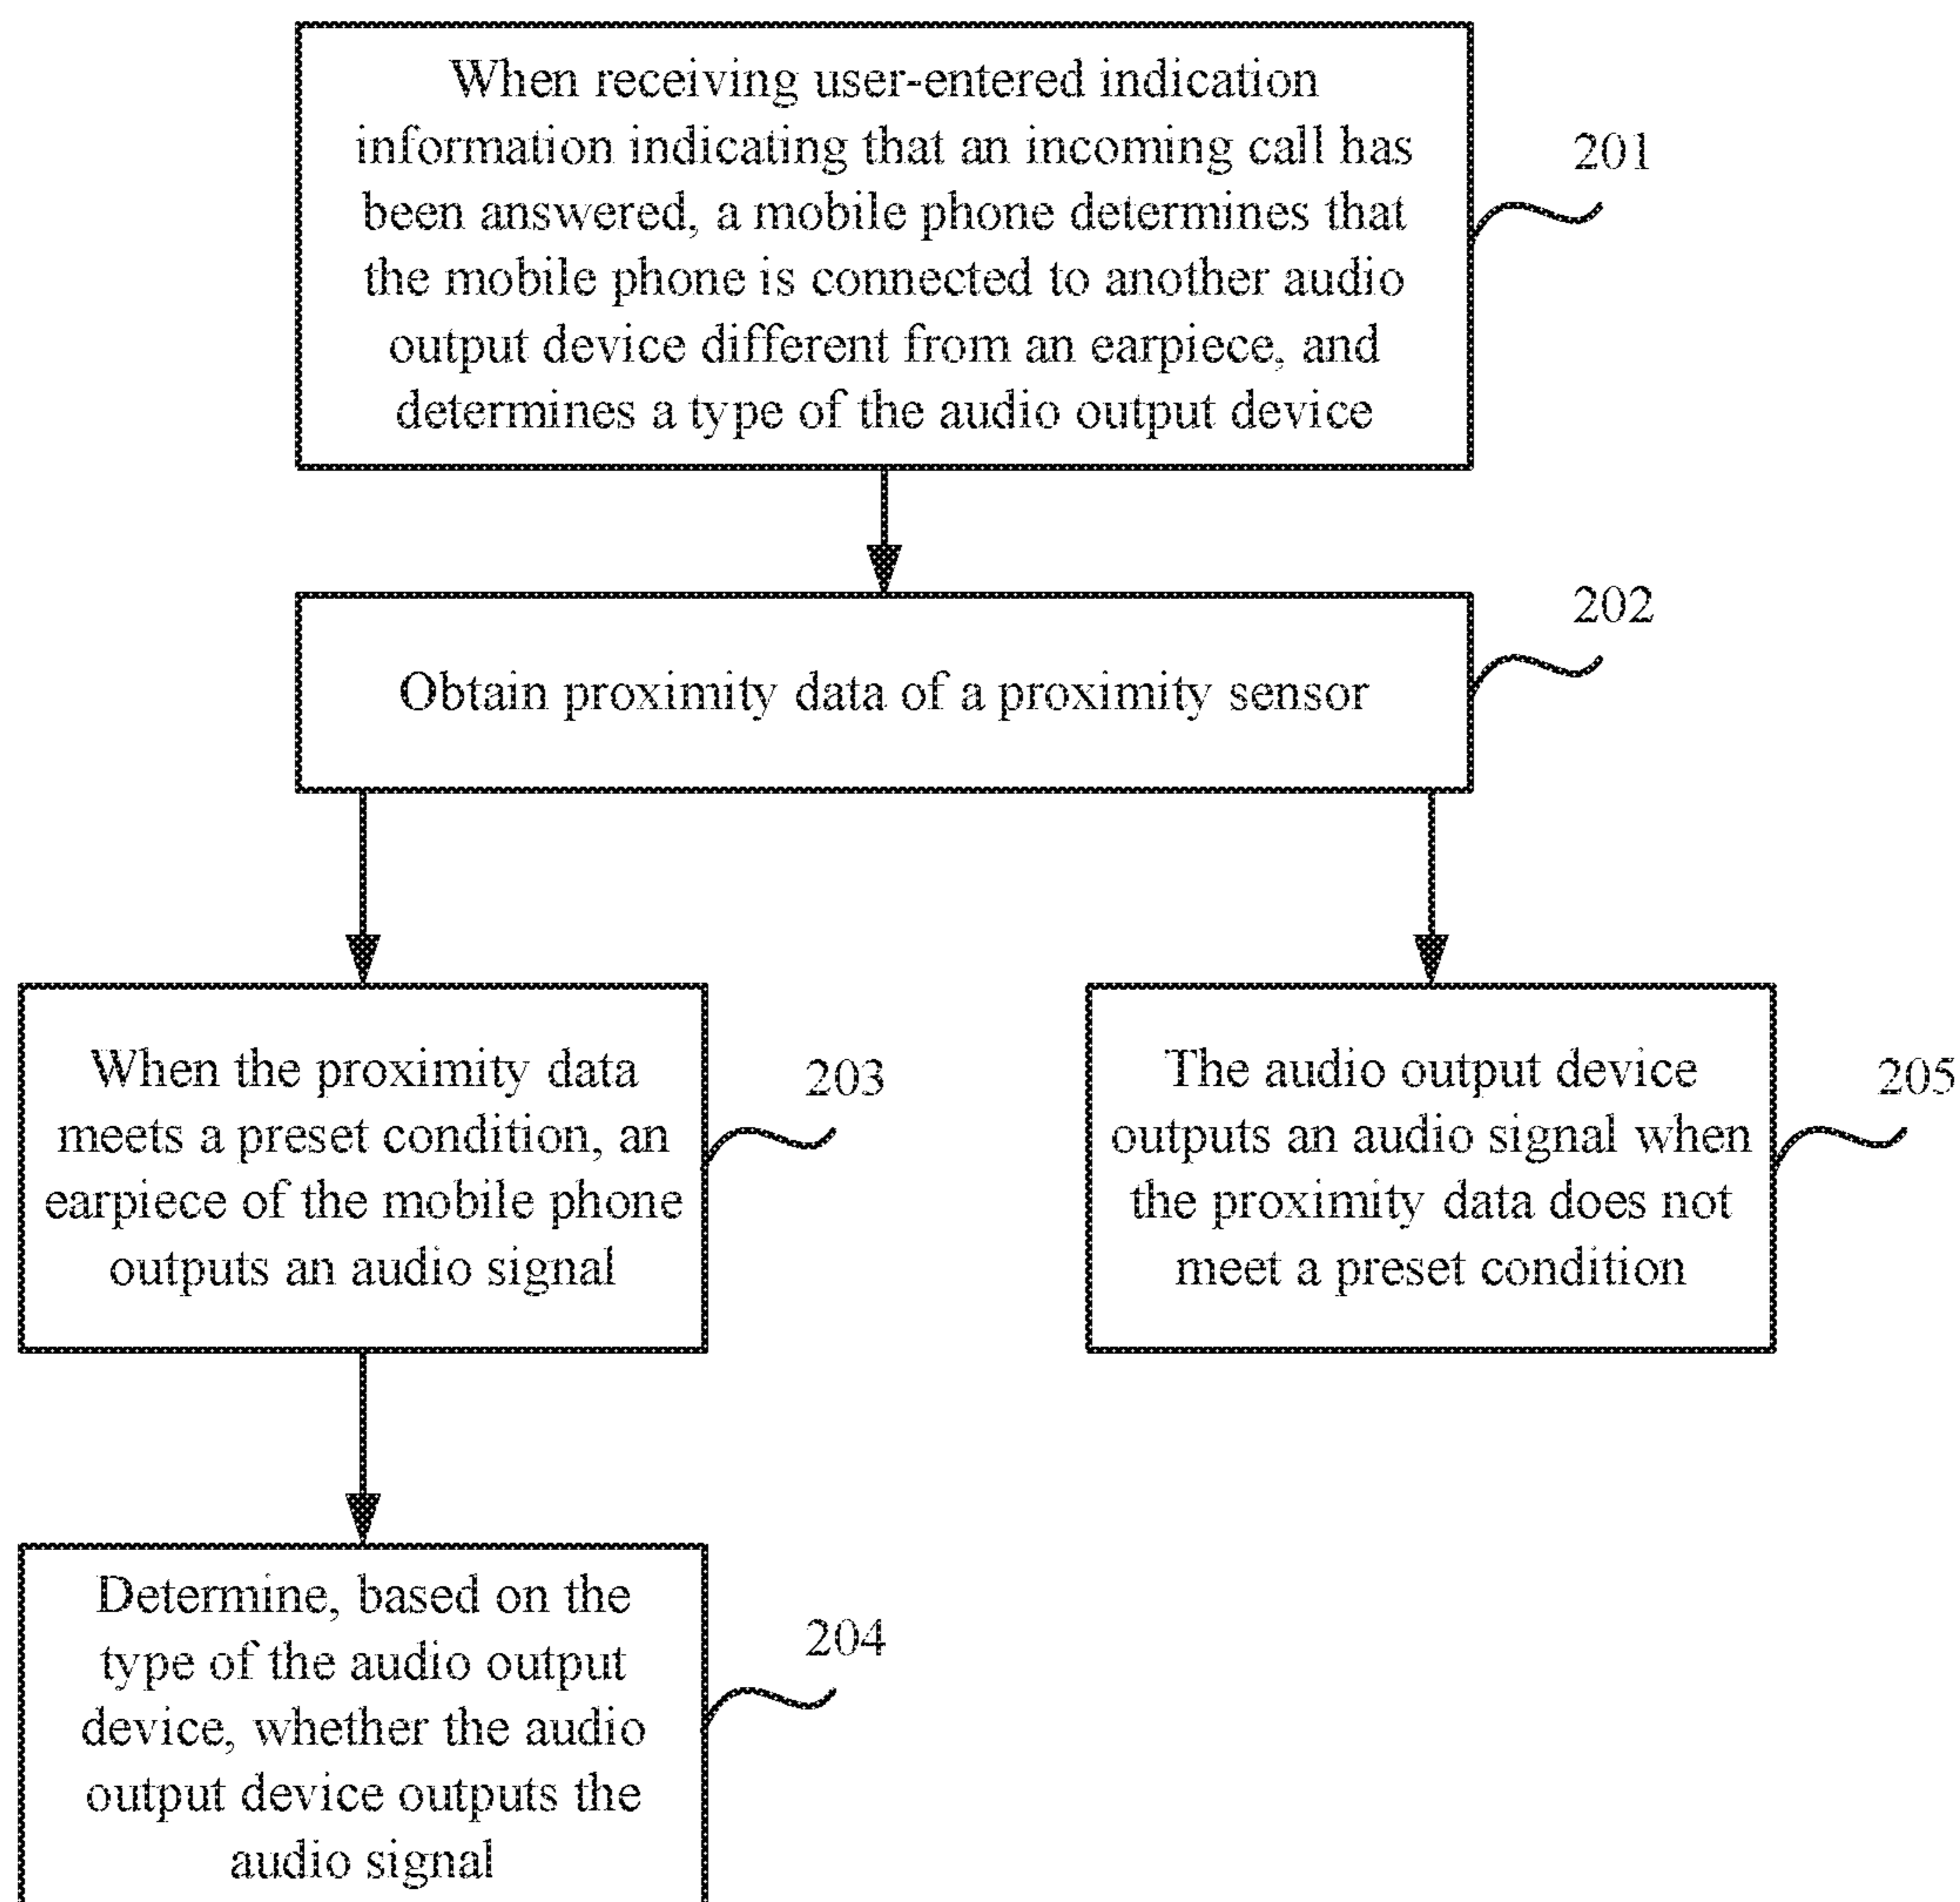 When receiving user-entered indication
information indicating that an incoming call has
been answered, a mobile phone determines that
the mobile phone is connected to another audio
output device different from an earpiece, and
determines a type of the audio output device
201
Obtain proximity data of a proximity sensor
202
When the proximity data
meets a preset condition, an
earpiece of the mobile phone
outputs an audio signal
203
The audio output device
outputs an audio signal when
the proximity data does not
meet a preset condition
205
Determine, based on the
type of the audio output
device, whether the audio
output device outputs the
audio signal
204